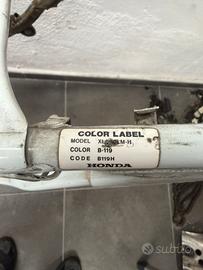 COLOR LABEL
MODEL
COLOR B-119
CODE B119H
HONDA
subito